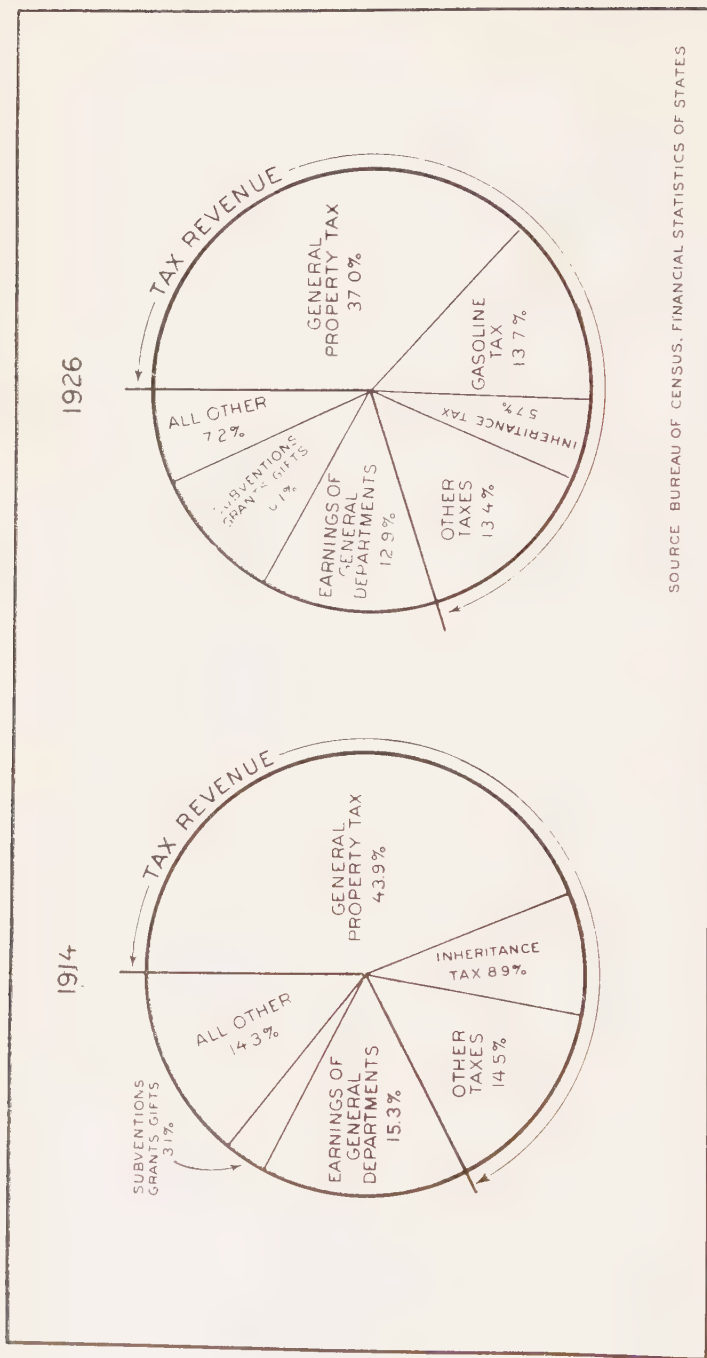 1914
TAX REVENUE
GENERAL
PROPERTY TAX
43.9%
INHERITANCE
TAX 8 9%
OTHER
TAXES
14 5%
EARNINGS OF
GENERAL
DEPARTMENTS
15.3%
SUBVENTIONS
GRANTS GIFTS
3 1%
ALL OTHER
14 3%
1926
TAX REVENUE
GENERAL
PROPERTY TAX
37 0%
GASOLINE
TAX
13 7%
INHERITANCE TAX
5 7%
OTHER
TAXES
13 4%
EARNINGS OF
GENERAL
DEPARTMENTS
12 9%
SUBVENTIONS
GRANTS GIFTS
ALL OTHER
7 2%
SOURCE BUREAU OF CENSUS, FINANCIAL STATISTICS OF STATES